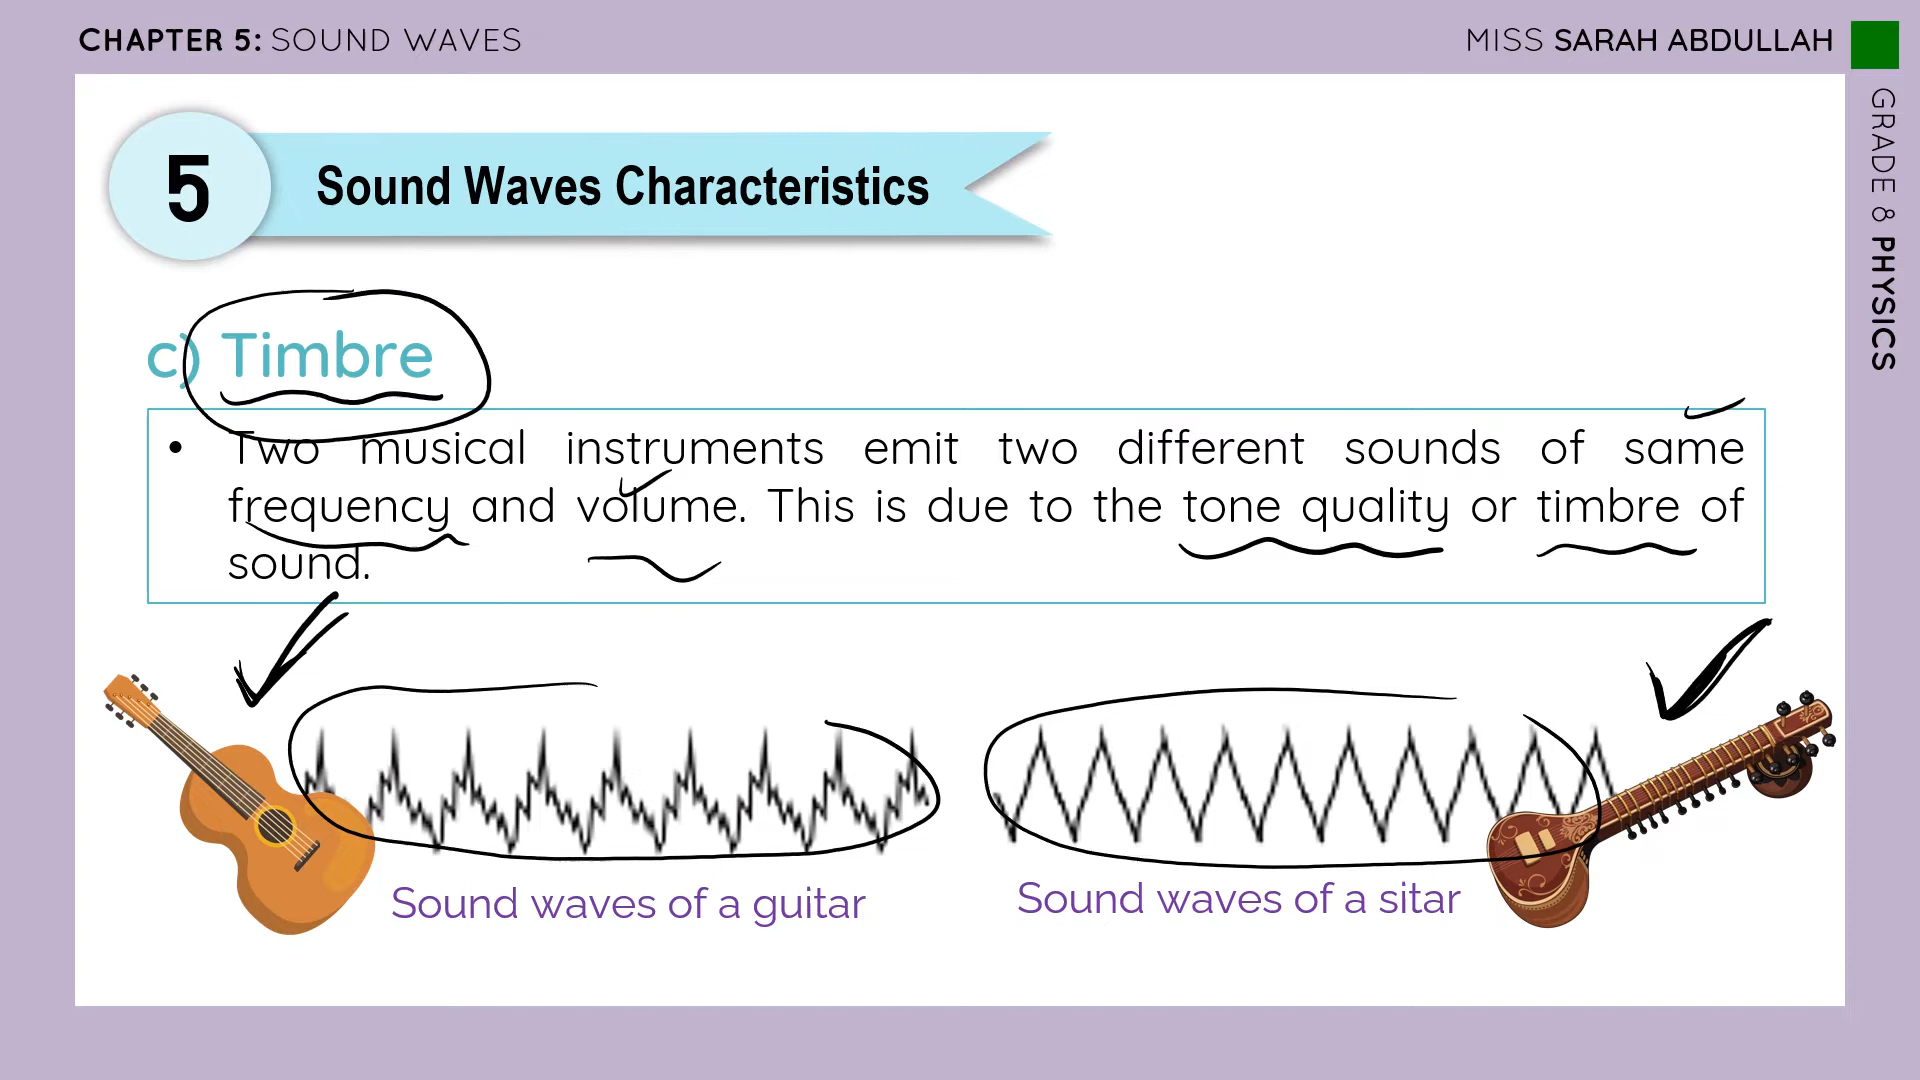 CHAPTER 5: SOUND WAVES
MISS SARAH ABDULLAH
GRADE 8 PHYSICS
5
Sound Waves Characteristics
c) Timbre
• Two musical instruments emit two different sounds of same
frequency and volume. This is due to the tone quality or timbre of
sound.
Sound waves of a guitar
Sound waves of a sitar